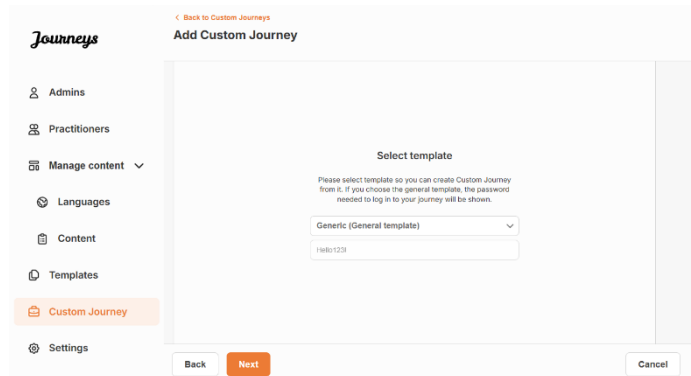 Journeys
Admins
Practitioners
Manage content
Languages
Content
Templates
Custom Journey
Settings
< Back to Custom Journeys
Add Custom Journey
Select template
Please select template so you can create Custom Journey
from it. If you choose the general template, the password
needed to log in to your journey will be shown.
Generic (General template)
Hello123!
Back
Next
Cancel